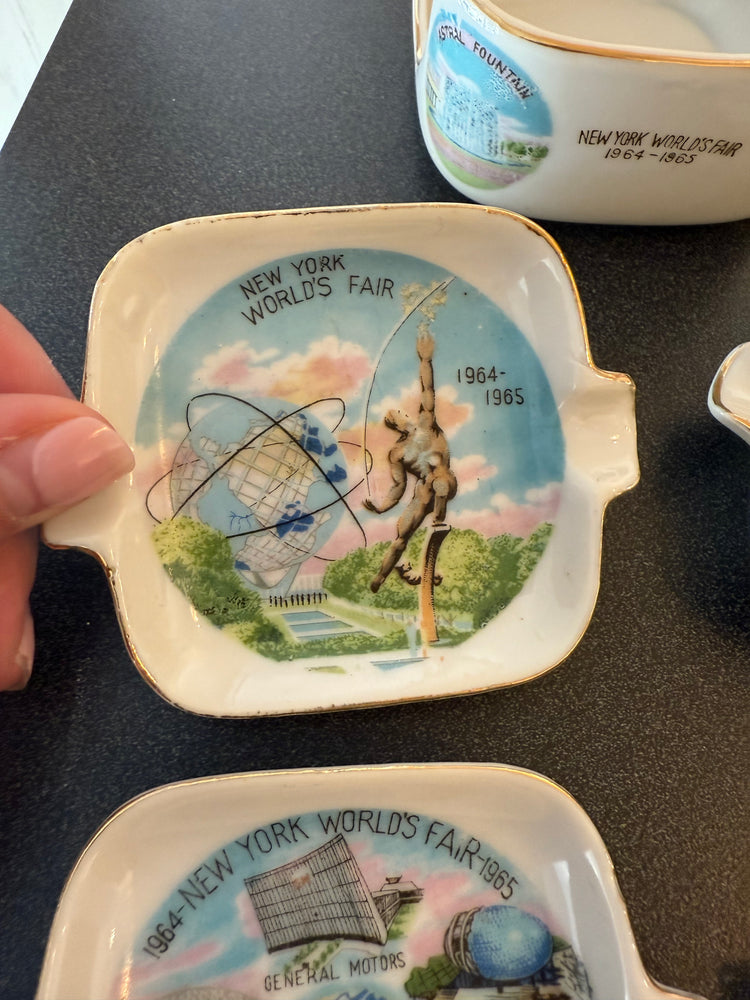 ASTRAL FOUNTAIN
NEW YORK WORLD'S FAIR
1964-1965
NEW YORK
WORLD'S FAIR
1964-
1965
1964-NEW YORK WORLD'S FAIR-1965
GENERAL MOTORS